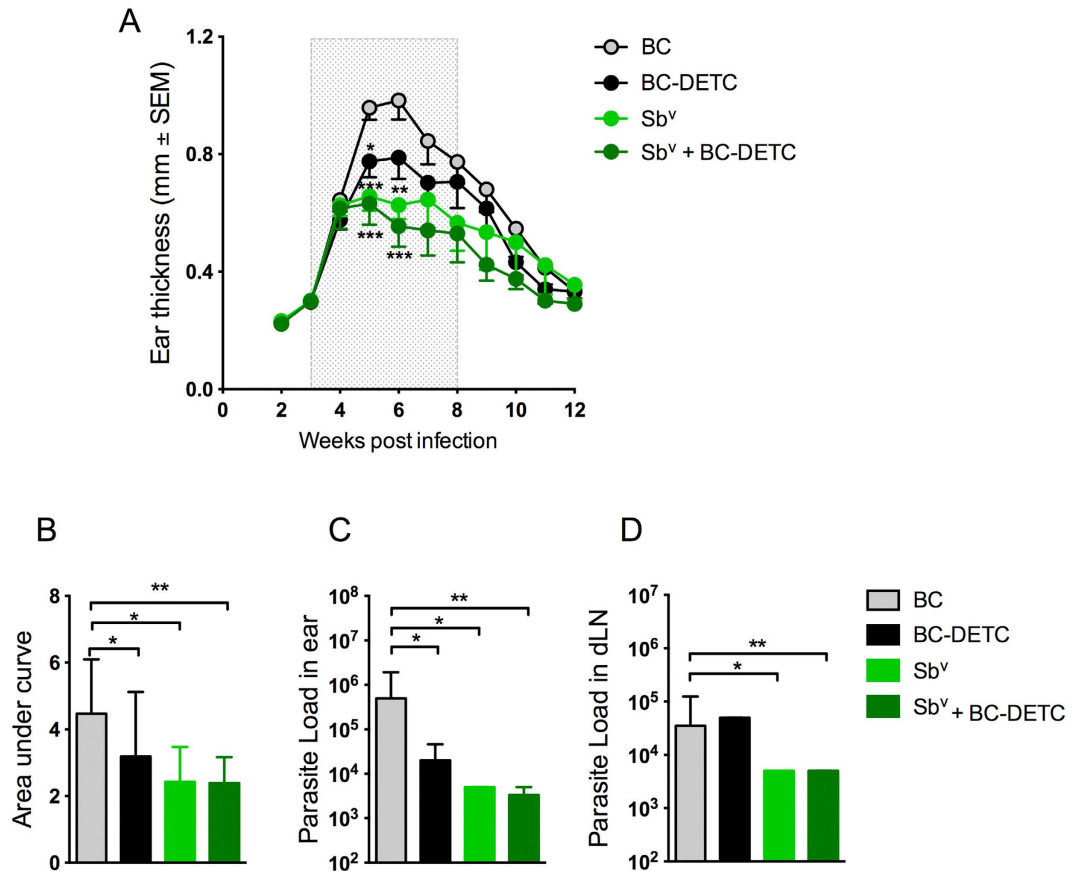 A
Ear thickness (mm ± SEM)
1.2
0.8
0.4
0.0
0 2 4 6 8 10 12
Weeks post infection
*
*** **
***
***
BC
BC-DETC
Sbᵛ
Sbᵛ + BC-DETC
B
Area under curve
8
6
4
2
0
**
*
*
C
Parasite Load in ear
10⁸
10⁷
10⁶
10⁵
10⁴
10³
10²
**
*
*
D
Parasite Load in dLN
10⁷
10⁶
10⁵
10⁴
10³
10²
**
*
BC
BC-DETC
Sbᵛ
Sbᵛ + BC-DETC